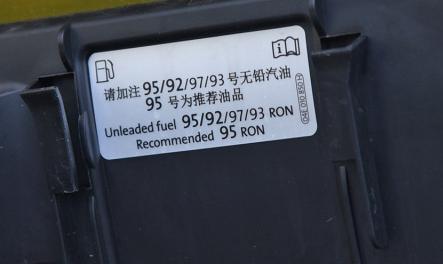 请加注 95/92/97/93 号无铅汽油
95 号为推荐油品
Unleaded fuel 95/92/97/93 RON
Recommended 95 RON